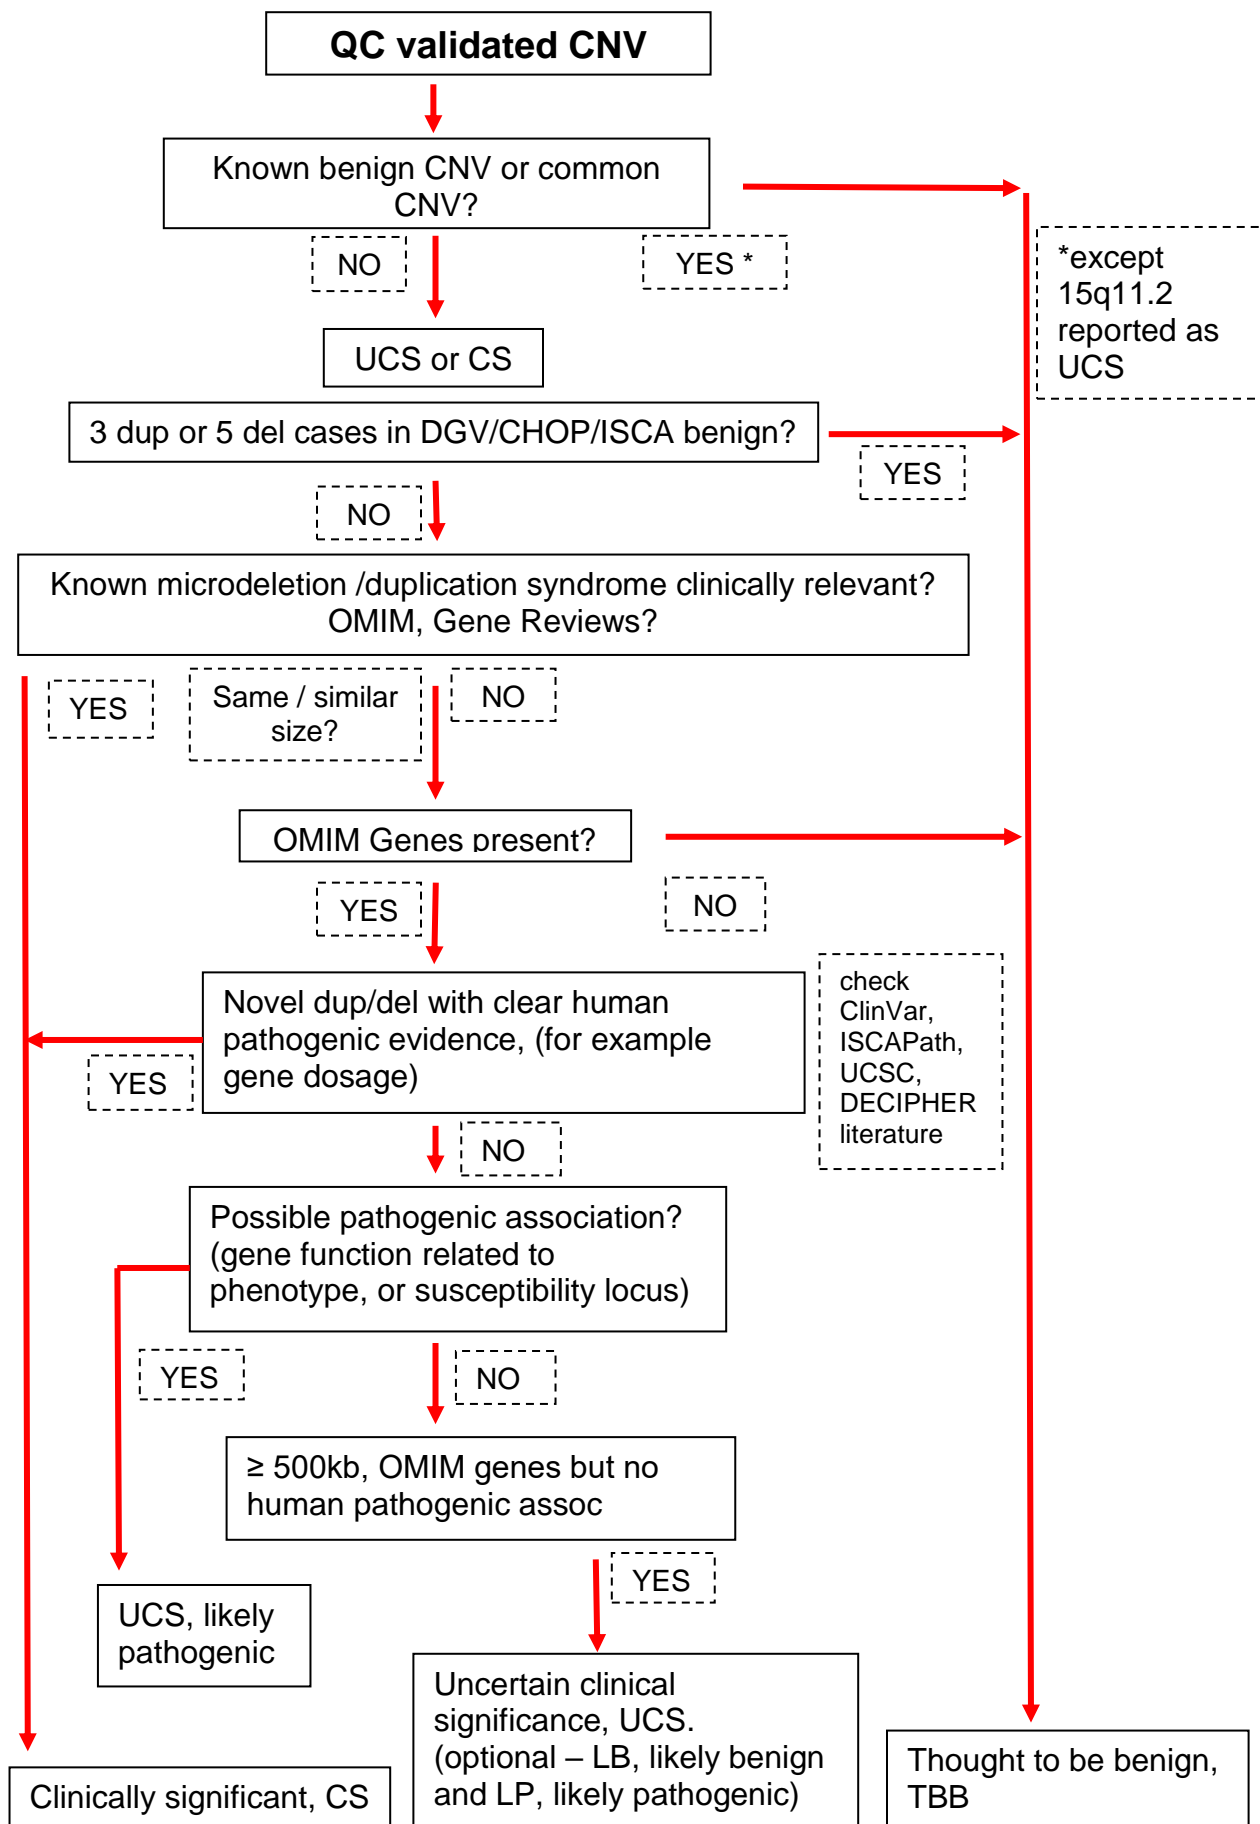 QC validated CNV
Known benign CNV or common
CNV?
NO
YES *
*except
15q11.2
reported as
UCS
UCS or CS
3 dup or 5 del cases in DGV/CHOP/ISCA benign?
YES
NO
Known microdeletion /duplication syndrome clinically relevant?
OMIM, Gene Reviews?
YES
Same / similar
size?
NO
OMIM Genes present?
YES
NO
Novel dup/del with clear human
pathogenic evidence, (for example
gene dosage)
check
ClinVar,
ISCAPath,
UCSC,
DECIPHER
literature
YES
NO
Possible pathogenic association?
(gene function related to
phenotype, or susceptibility locus)
YES
NO
≥ 500kb, OMIM genes but no
human pathogenic assoc
YES
UCS, likely
pathogenic
Uncertain clinical
significance, UCS.
(optional – LB, likely benign
and LP, likely pathogenic)
Thought to be benign,
TBB
Clinically significant, CS